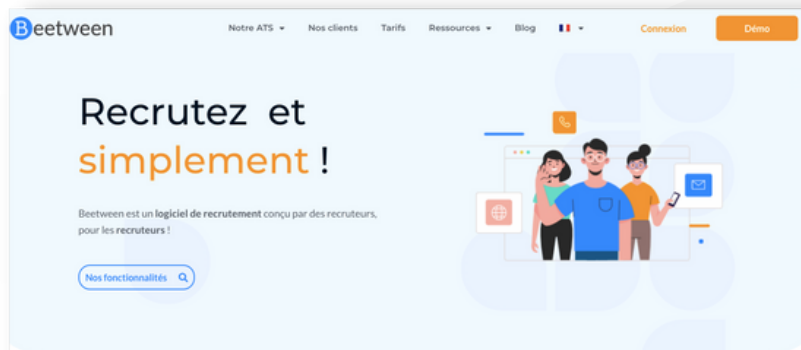 Beetween
Notre ATS
Nos clients
Tarifs
Ressources
Blog
Connexion
Démo
Recrutez et
simplement !
Beetween est un logiciel de recrutement conçu par des recruteurs,
pour les recruteurs !
Nos fonctionnalités